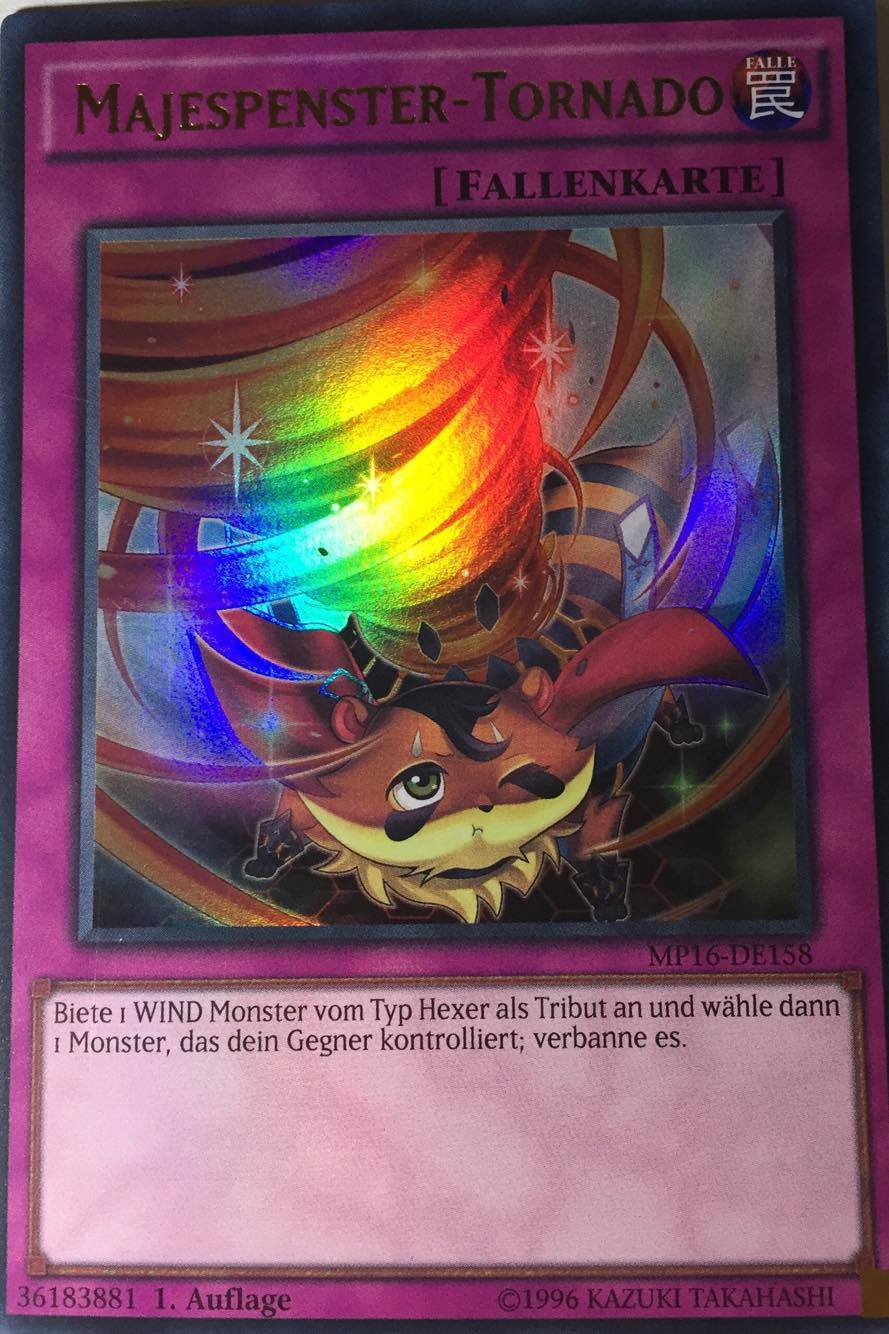 MAJESPENSTER-TORNADO
FALLE
罠
[FALLENKARTE]
MP16-DE158
Biete 1 WIND Monster vom Typ Hexer als Tribut an und wähle dann
1 Monster, das dein Gegner kontrolliert; verbanne es.
36183881 1. Auflage
©1996 KAZUKI TAKAHASHI